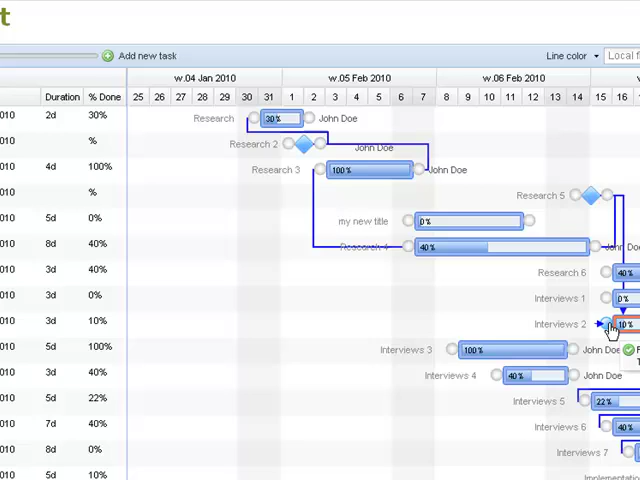 t
Add new task
Line color
Local fi
w.04 Jan 2010 w.05 Feb 2010 w.06 Feb 2010 w
Duration % Done 25 26 27 28 29 30 31 1 2 3 4 5 6 7 8 9 10 11 12 13 14 15 16
010 2d 30% Research 30% John Doe
010 % Research 2 John Doe
010 4d 100% Research 3 100% John Doe
010 % Research 5
010 5d 0% my new title 0%
010 8d 40% Research 4 40% John Doe
010 3d 40% Research 6 40%
010 3d 0% Interviews 1 0%
010 3d 10% Interviews 2 10%
010 5d 100% Interviews 3 100% John Doe
010 3d 40% Interviews 4 40% John Doe
010 5d 22% Interviews 5 22%
010 7d 40% Interviews 6 40%
010 8d 0% Interviews 7
010 5d 10% Implementatio